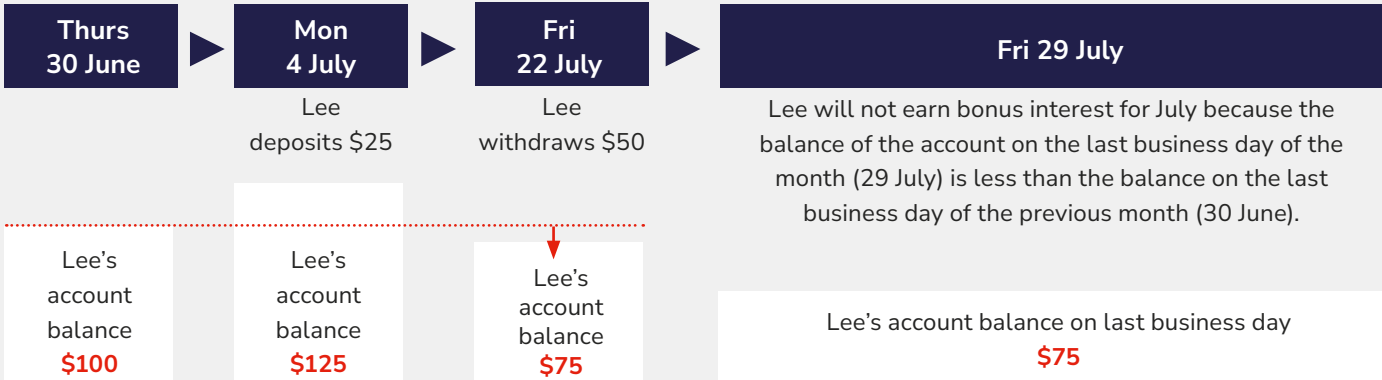 Thurs
30 June
Mon
4 July
Fri
22 July
Fri 29 July
Lee
deposits $25
Lee
withdraws $50
Lee will not earn bonus interest for July because the
balance of the account on the last business day of the
month (29 July) is less than the balance on the last
business day of the previous month (30 June).
Lee’s
account
balance
$100
Lee’s
account
balance
$125
Lee’s
account
balance
$75
Lee’s account balance on last business day
$75